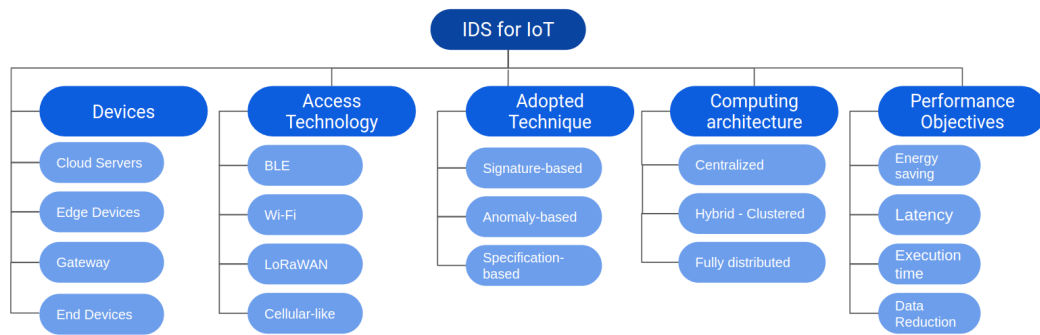 IDS for IoT
Devices
Cloud Servers
Edge Devices
Gateway
End Devices
Access
Technology
BLE
Wi-Fi
LoRaWAN
Cellular-like
Adopted
Technique
Signature-based
Anomaly-based
Specification-
based
Computing
architecture
Centralized
Hybrid - Clustered
Fully distributed
Performance
Objectives
Energy
saving
Latency
Execution
time
Data
Reduction